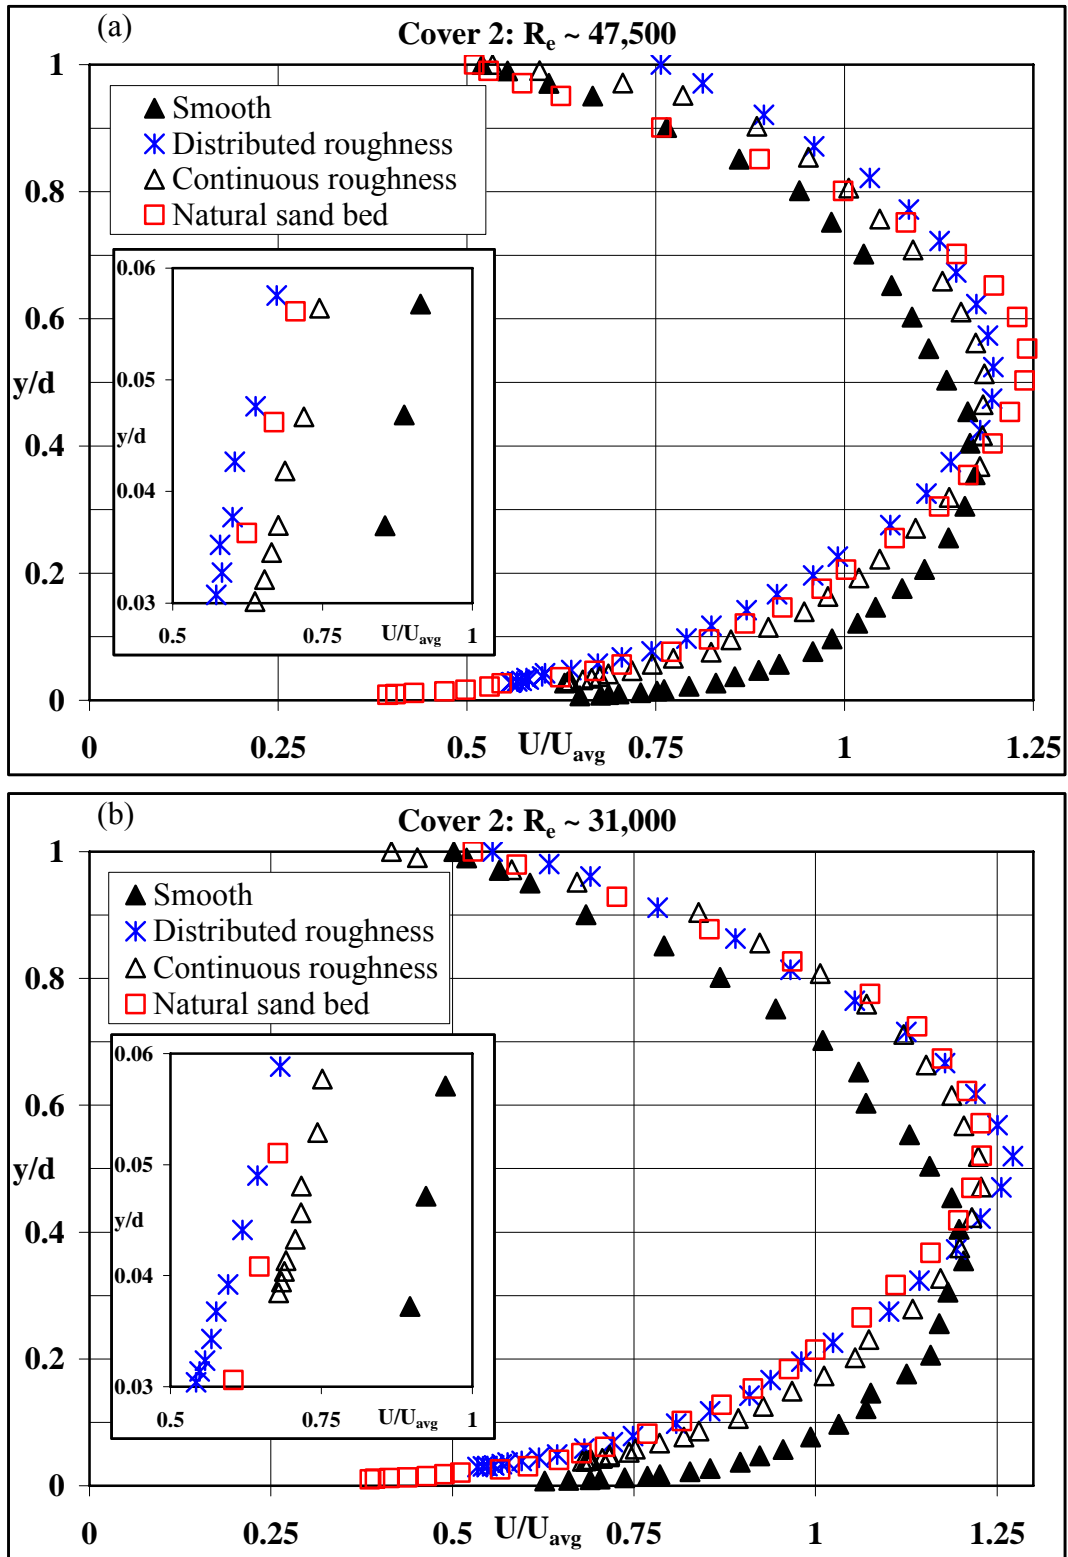 (a)
Cover 2: Re ~ 47,500
1
Smooth
Distributed roughness
Continuous roughness
Natural sand bed
0.8
0.06
0.6
y/d
0.05
y/d
0.4
0.04
0.2
0.03
0.5
0.75
1
U/Uavg
0
0
0.25
0.5
U/Uavg
0.75
1
1.25
(b)
Cover 2: Re ~ 31,000
1
Smooth
Distributed roughness
Continuous roughness
Natural sand bed
0.8
0.06
0.6
y/d
0.05
y/d
0.4
0.04
0.2
0.03
0.5
0.75
1
U/Uavg
0
0
0.25
0.5
U/Uavg
0.75
1
1.25